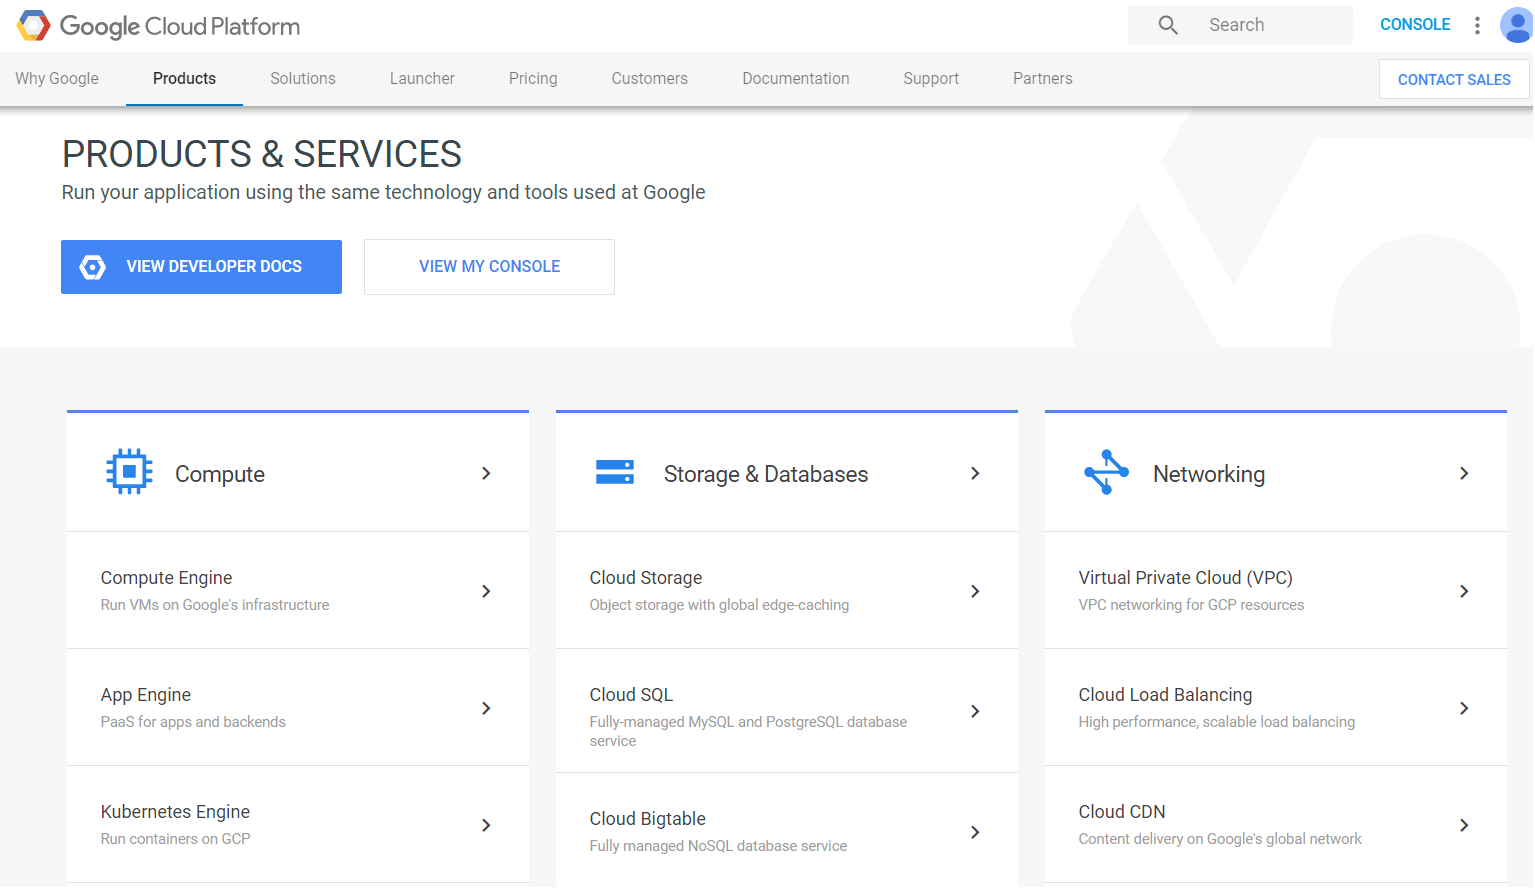 Google Cloud Platform
Search
CONSOLE
Why Google
Products
Solutions
Launcher
Pricing
Customers
Documentation
Support
Partners
CONTACT SALES
PRODUCTS & SERVICES
Run your application using the same technology and tools used at Google
VIEW DEVELOPER DOCS
VIEW MY CONSOLE
Compute
Compute Engine
Run VMs on Google's infrastructure
App Engine
PaaS for apps and backends
Kubernetes Engine
Run containers on GCP
Storage & Databases
Cloud Storage
Object storage with global edge-caching
Cloud SQL
Fully-managed MySQL and PostgreSQL database
service
Cloud Bigtable
Fully managed NoSQL database service
Networking
Virtual Private Cloud (VPC)
VPC networking for GCP resources
Cloud Load Balancing
High performance, scalable load balancing
Cloud CDN
Content delivery on Google's global network